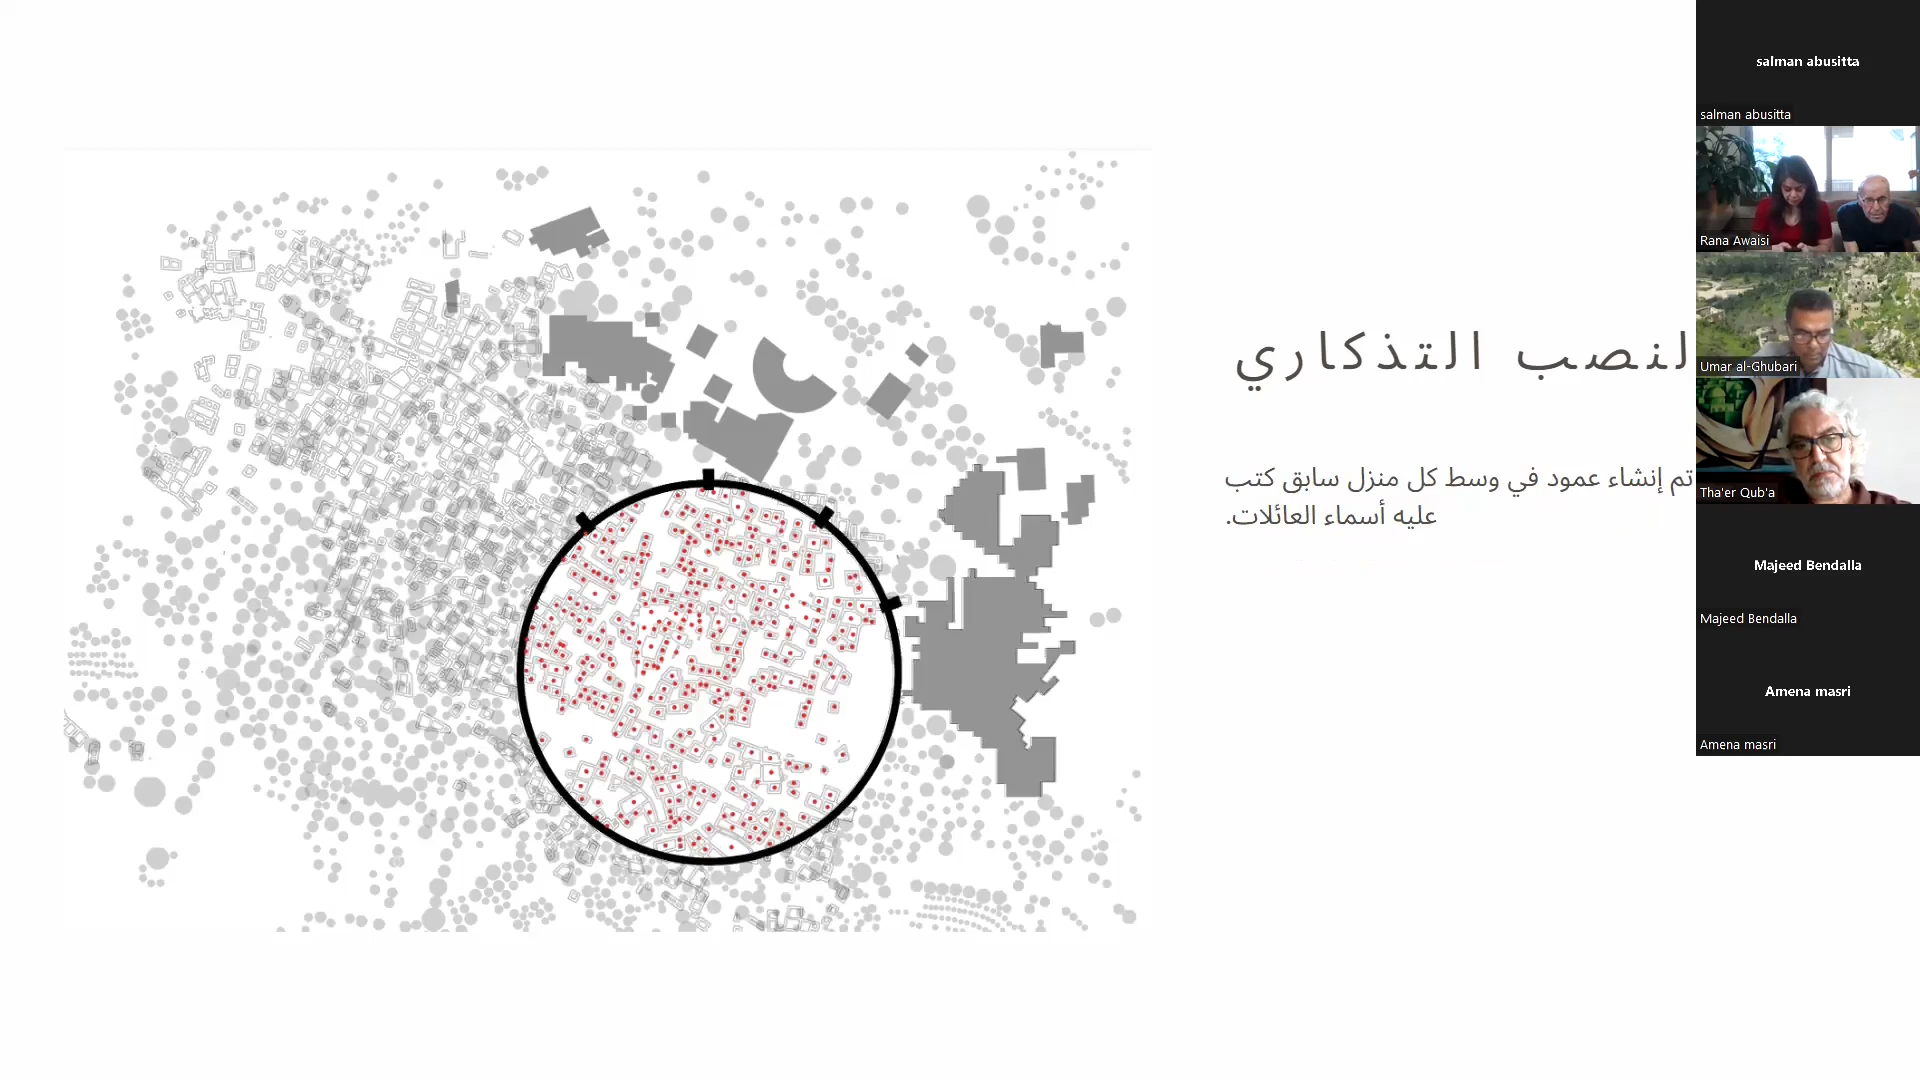 لنصب التذكاري
تم إنشاء عمود في وسط كل منزل سابق كتب
عليه أسماء العائلات.
salman abusitta
salman abusitta
Rana Awaisi
Umar al-Ghubari
Tha'er Qub'a
Majeed Bendalla
Majeed Bendalla
Amena masri
Amena masri